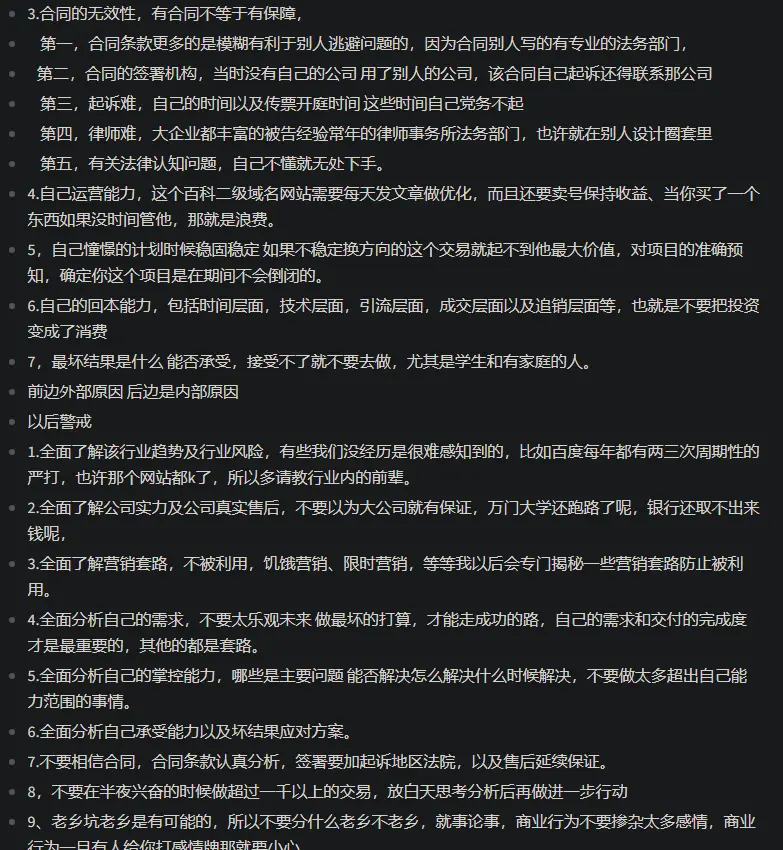 3.合同的无效性，有合同不等于有保障，
第一，合同条款更多的是模糊有利于别人逃避问题的，因为合同别人写的有专业的法务部门，
第二，合同的签署机构，当时没有自己的公司 用了别人的公司，该合同自己起诉还得联系那公司
第三，起诉难，自己的时间以及传票开庭时间 这些时间自己党务不起
第四，律师难，大企业都丰富的被告经验常年的律师事务所法务部门，也许就在别人设计圈套里
第五，有关法律认知问题，自己不懂就无处下手。
4.自己运营能力，这个百科二级域名网站需要每天发文章做优化，而且还要卖号保持收益、当你买了一个
东西如果没时间管他，那就是浪费。
5，自己憧憬的计划时候稳固稳定 如果不稳定换方向的这个交易就起不到他最大价值，对项目的准确预
知，确定你这个项目是在期间不会倒闭的。
6.自己的回本能力，包括时间层面，技术层面，引流层面，成交层面以及追销层面等，也就是不要把投资
变成了消费
7，最坏结果是什么 能否承受，接受不了就不要去做，尤其是学生和有家庭的人。
前边外部原因 后边是内部原因
以后警戒
1.全面了解该行业趋势及行业风险，有些我们没经历是很难感知到的，比如百度每年都有两三次周期性的
严打，也许那个网站都k了，所以多请教行业内的前辈。
2.全面了解公司实力及公司真实售后，不要以为大公司就有保证，万门大学还跑路了呢，银行还取不出来
钱呢，
3.全面了解营销套路，不被利用，饥饿营销、限时营销，等等我以后会专门揭秘一些营销套路防止被利
用。
4.全面分析自己的需求，不要太乐观未来 做最坏的打算，才能走成功的路，自己的需求和交付的完成度
才是最重要的，其他的都是套路。
5.全面分析自己的掌控能力，哪些是主要问题 能否解决怎么解决什么时候解决，不要做太多超出自己能
力范围的事情。
6.全面分析自己承受能力以及坏结果应对方案。
7.不要相信合同，合同条款认真分析，签署要加起诉地区法院，以及售后延续保证。
8，不要在半夜兴奋的时候做超过一千以上的交易，放白天思考分析后再做进一步行动
9、老乡坑老乡是有可能的，所以不要分什么老乡不老乡，就事论事，商业行为不要掺杂太多感情，商业
行为一旦有人给你打感情牌那就要小心